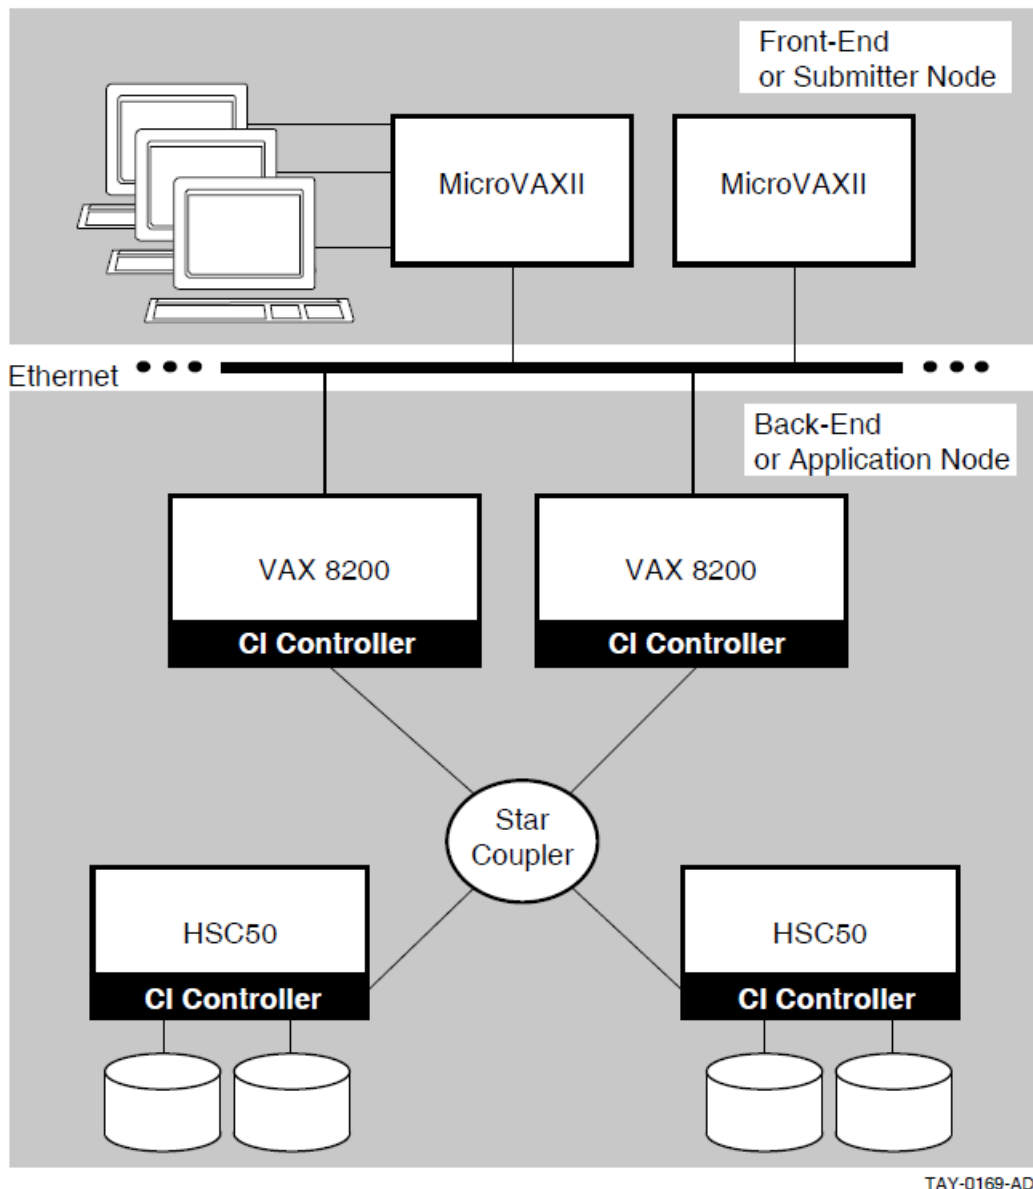 Front-End
or Submitter Node
MicroVAXII
MicroVAXII
Ethernet
Back-End
or Application Node
VAX 8200
CI Controller
VAX 8200
CI Controller
Star
Coupler
HSC50
CI Controller
HSC50
CI Controller
TAY-0169-AD